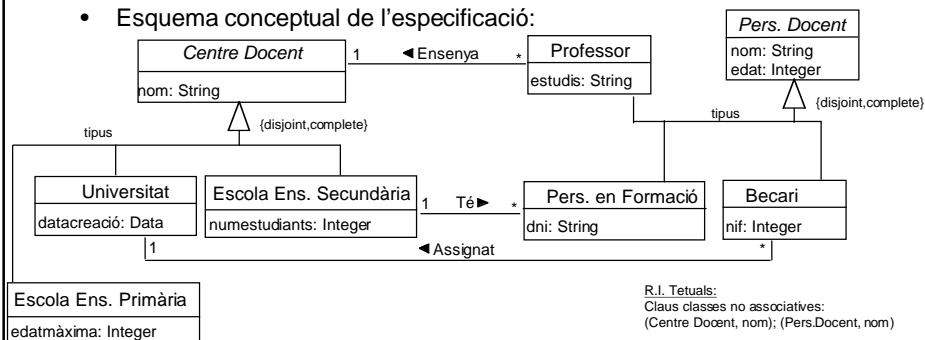 • Esquema conceptual de l'especificació:
Pers. Docent
nom: String
edat: Integer
Centre Docent
nom: String
1 ◄ Ensenya *
Professor
estudis: String
{disjoint,complete}
tipus
{disjoint,complete}
tipus
Universitat
datacreació: Data
Escola Ens. Secundària
numestudiants: Integer
1 Té► *
Pers. en Formació
dni: String
Becari
nif: Integer
1 ◄ Assignat *
Escola Ens. Primària
edatmàxima: Integer
R.I. Tetuals:
Claus classes no associatives:
(Centre Docent, nom); (Pers.Docent, nom)